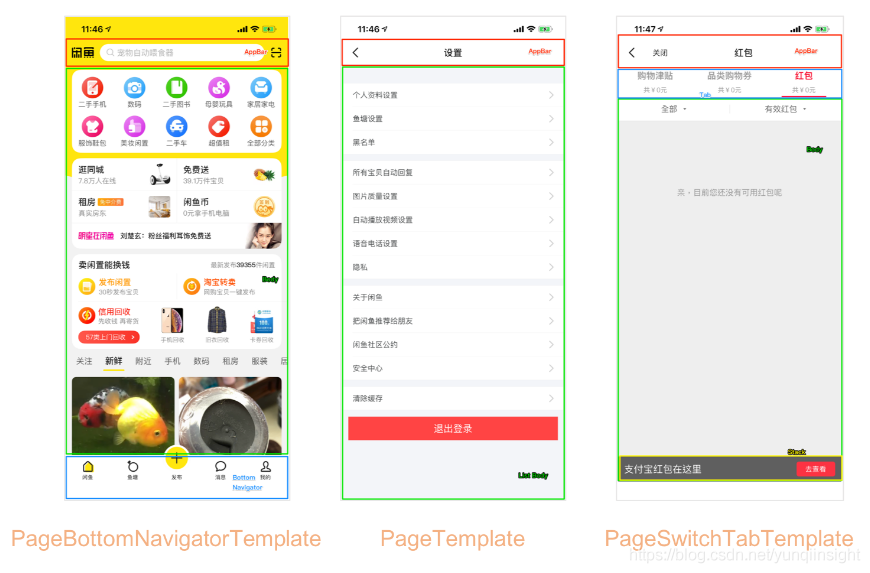 11:46
闲鱼
宠物自动喂食器
AppBar
二手手机
数码
二手图书
母婴玩具
家居家电
服饰鞋包
美妆闲置
二手车
超值租
全部分类
逛同城
7.8万人在线
免费送
39.1万件宝贝
租房
真实房东
闲鱼币
0元拿手机电脑
明星在闲鱼
刘楚玄：粉丝福利耳饰免费送
卖闲置能换钱
最新发布39355件闲置
发布闲置
30秒发布宝贝
淘宝转卖
网购宝贝一键发布
Body
信用回收
先收钱 再寄货
57类上门回收
手机回收
旧衣回收
卡券回收
关注 新鲜 附近 手机 数码 租房 服装
闲鱼
鱼塘
发布
消息
我的
Bottom
Navigator
11:46
设置
AppBar
个人资料设置
鱼塘设置
黑名单
所有宝贝自动回复
图片质量设置
自动播放视频设置
语音电话设置
隐私
关于闲鱼
把闲鱼推荐给朋友
闲鱼社区公约
安全中心
清除缓存
退出登录
List Body
11:47
关闭
红包
AppBar
购物津贴
共￥0元
品类购物券
共￥0元
红包
共￥0元
Tab
全部
有效红包
Body
亲，目前您还没有可用红包呢
Stack
支付宝红包在这里
去查看
PageBottomNavigatorTemplate
PageTemplate
PageSwitchTabTemplate
https://blog.csdn.net/yunqiinsight